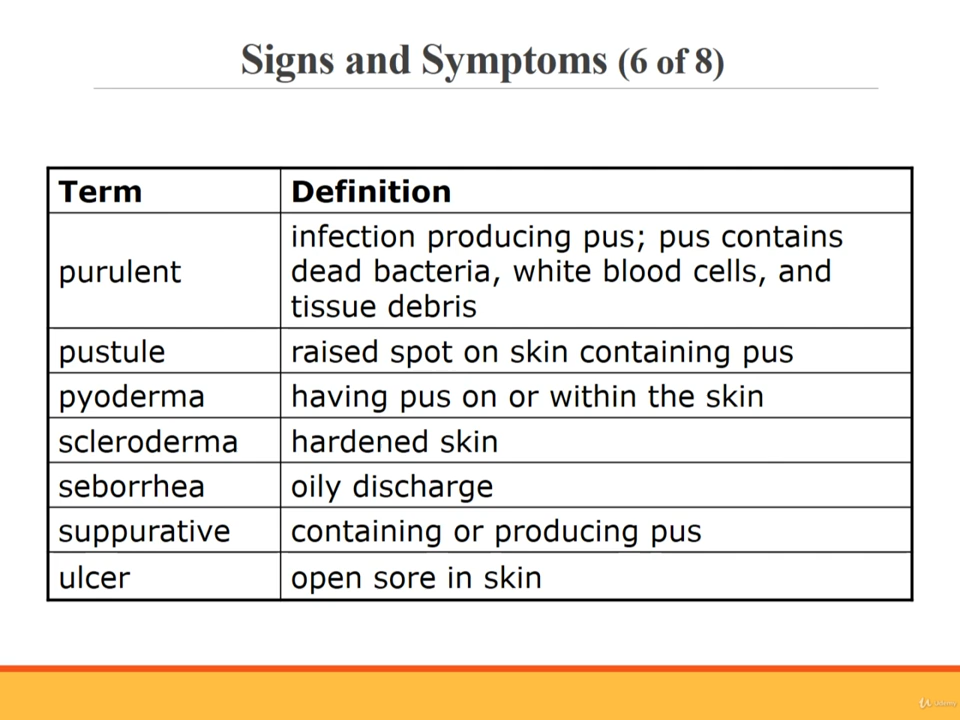 Signs and Symptoms (6 of 8)
Term Definition
purulent infection producing pus; pus contains
dead bacteria, white blood cells, and
tissue debris
pustule raised spot on skin containing pus
pyoderma having pus on or within the skin
scleroderma hardened skin
seborrhea oily discharge
suppurative containing or producing pus
ulcer open sore in skin
Udemy